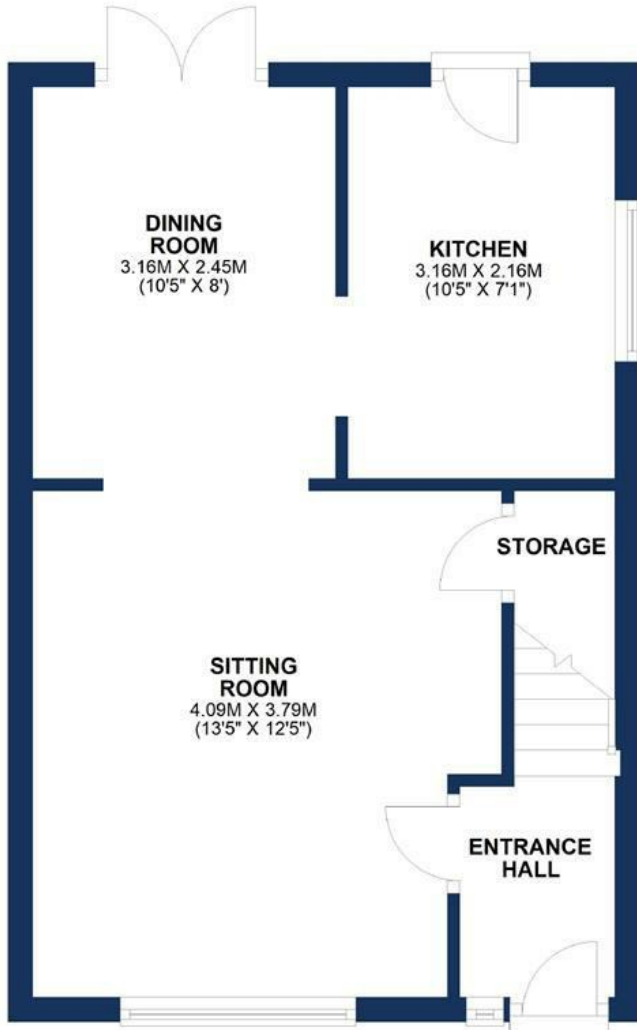 DINING
ROOM
3.16M X 2.45M
(10'5" X 8')
KITCHEN
3.16M X 2.16M
(10'5" X 7'1")
STORAGE
SITTING
ROOM
4.09M X 3.79M
(13'5" X 12'5")
ENTRANCE
HALL